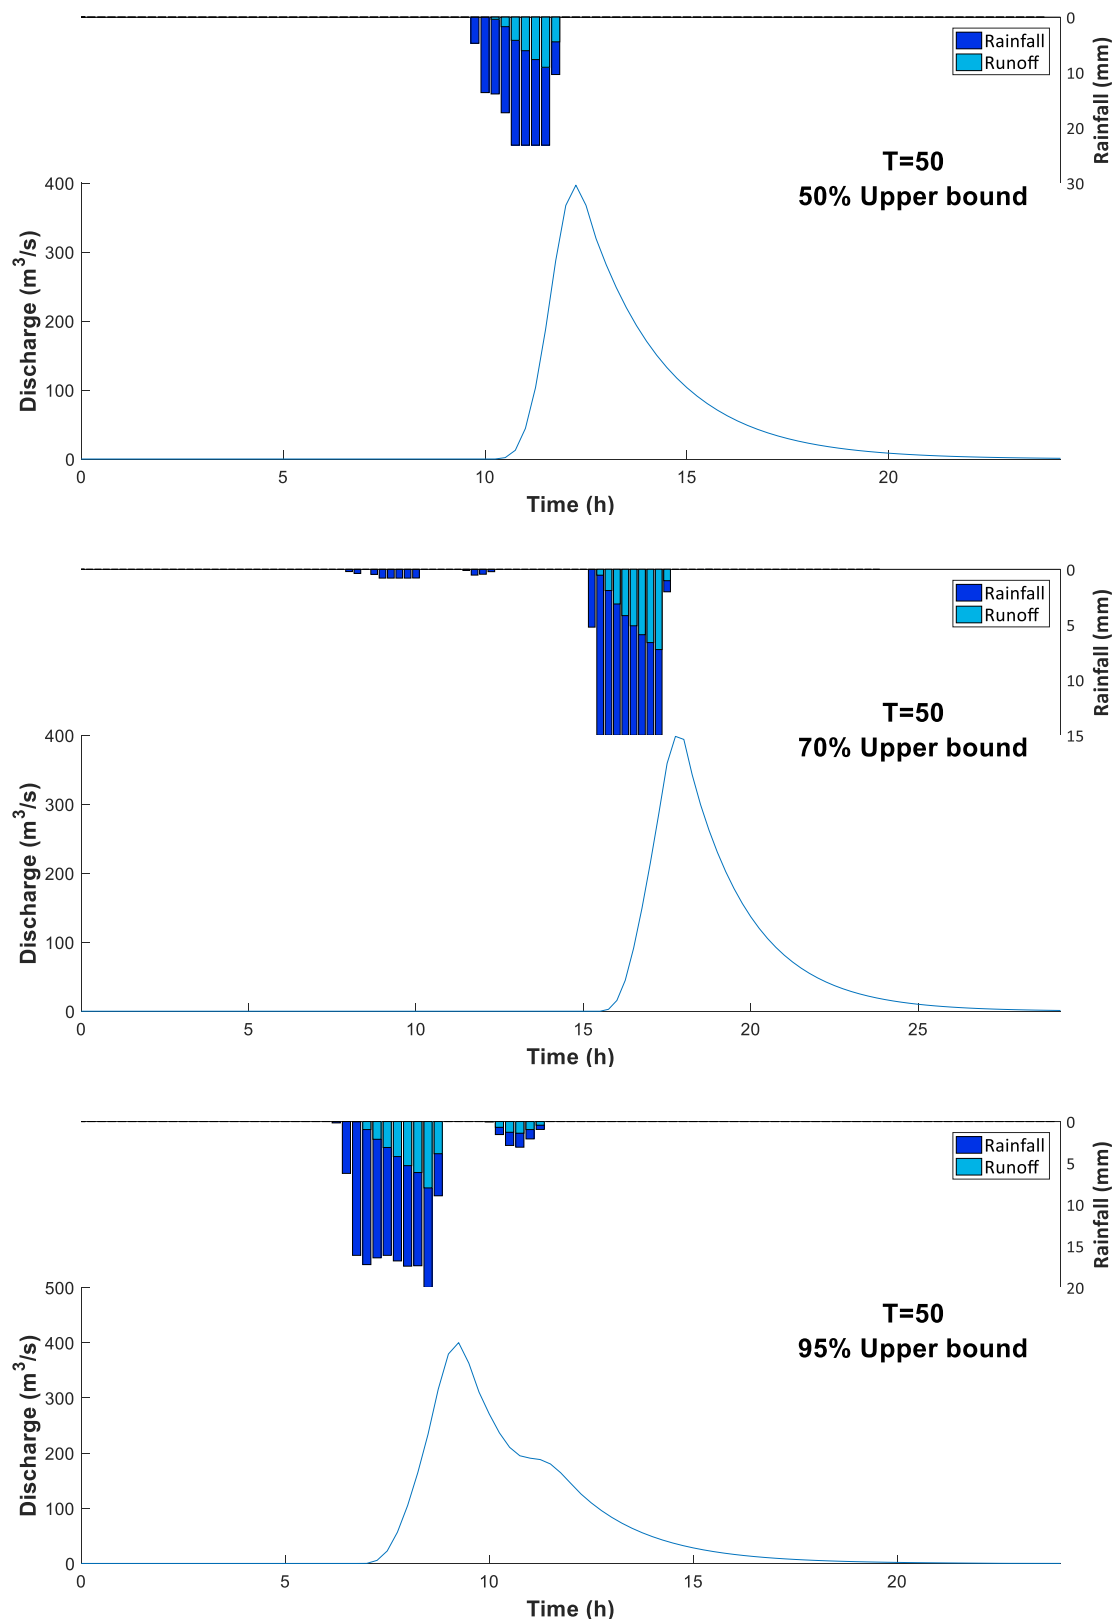 0
Rainfall
Runoff
10
20
30
Rainfall (mm)
T=50
50% Upper bound
400
300
200
100
0
Discharge (m³/s)
0 5 10 15 20
Time (h)
0
Rainfall
Runoff
5
10
15
Rainfall (mm)
T=50
70% Upper bound
400
300
200
100
0
Discharge (m³/s)
0 5 10 15 20 25
Time (h)
0
Rainfall
Runoff
5
10
15
20
Rainfall (mm)
T=50
95% Upper bound
500
400
300
200
100
0
Discharge (m³/s)
0 5 10 15 20
Time (h)